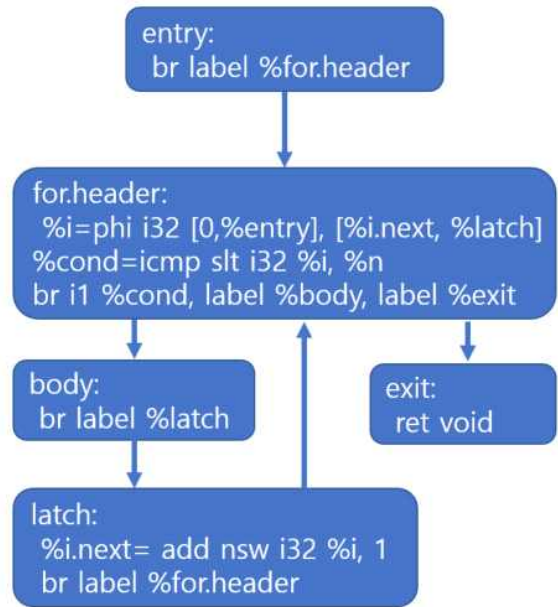 entry:
br label %for.header
for.header:
%i=phi i32 [0,%entry], [%i.next, %latch]
%cond=icmp slt i32 %i, %n
br i1 %cond, label %body, label %exit
body:
br label %latch
exit:
ret void
latch:
%i.next= add nsw i32 %i, 1
br label %for.header